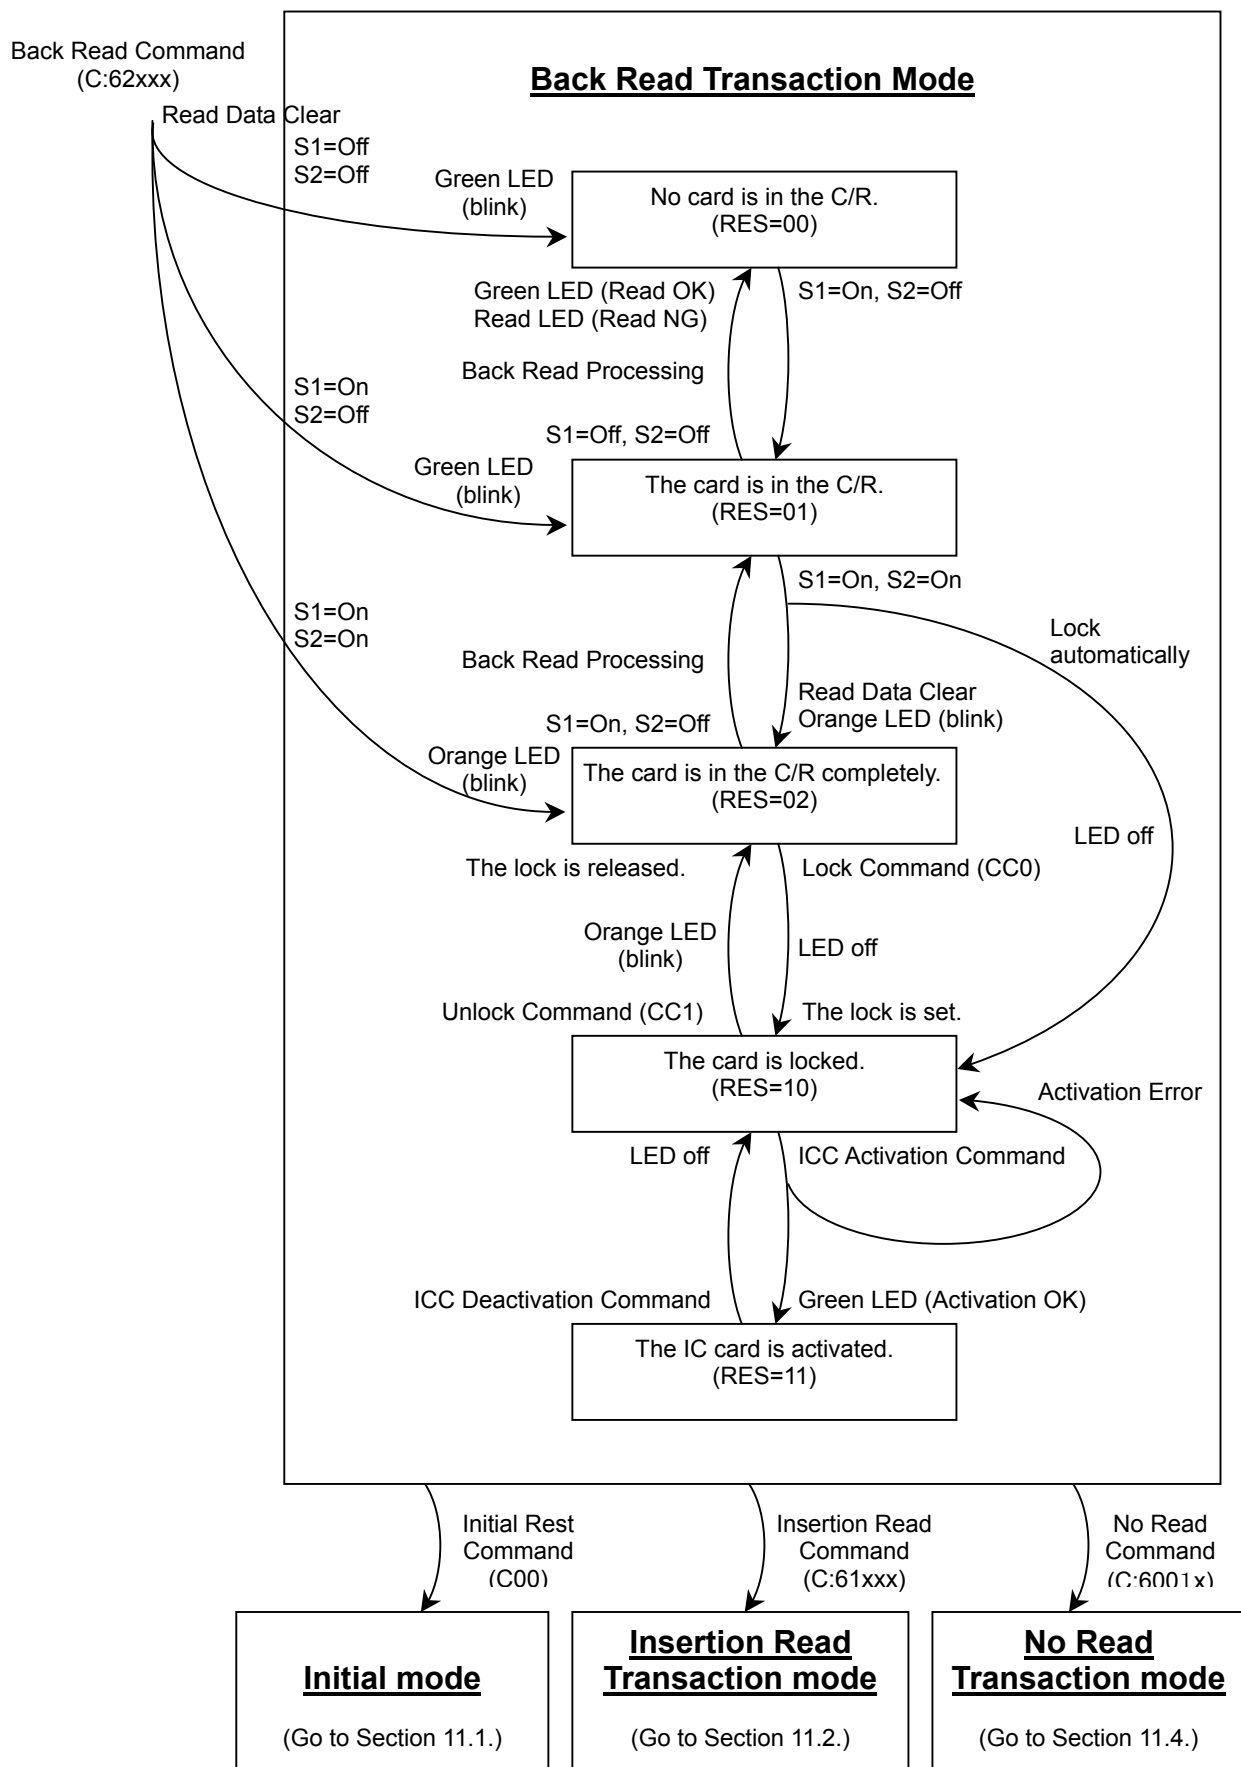 Back Read Command
(C:62xxx)
Read Data Clear
Back Read Transaction Mode
S1=Off
S2=Off
Green LED
(blink)
No card is in the C/R.
(RES=00)
Green LED (Read OK)
Read LED (Read NG)
S1=On, S2=Off
Back Read Processing
S1=On
S2=Off
S1=Off, S2=Off
Green LED
(blink)
The card is in the C/R.
(RES=01)
S1=On, S2=On
S1=On
S2=On
Lock
automatically
Back Read Processing
Read Data Clear
Orange LED (blink)
S1=On, S2=Off
Orange LED
(blink)
The card is in the C/R completely.
(RES=02)
LED off
The lock is released.
Lock Command (CC0)
Orange LED
(blink)
LED off
Unlock Command (CC1)
The lock is set.
The card is locked.
(RES=10)
Activation Error
LED off
ICC Activation Command
ICC Deactivation Command
Green LED (Activation OK)
The IC card is activated.
(RES=11)
Initial Rest
Command
(C00)
Insertion Read
Command
(C:61xxx)
No Read
Command
(C:6001x)
Initial mode
(Go to Section 11.1.)
Insertion Read
Transaction mode
(Go to Section 11.2.)
No Read
Transaction mode
(Go to Section 11.4.)